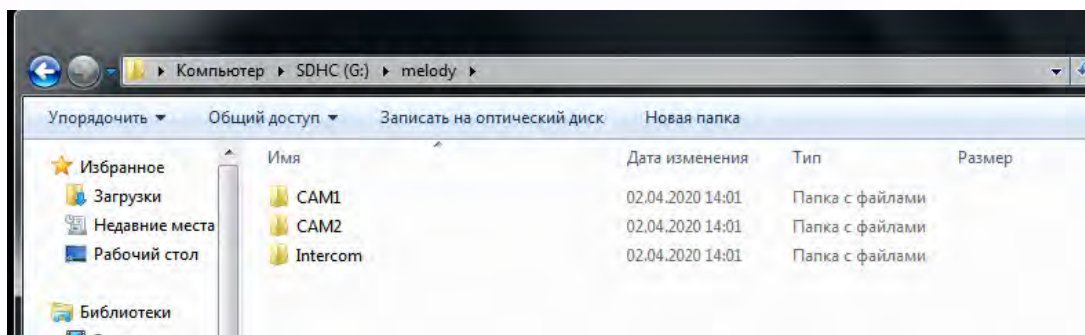 Компьютер ▸ SDHC (G:) ▸ melody ▸
Упорядочить Общий доступ Записать на оптический диск Новая папка
Избранное
Загрузки
Недавние места
Рабочий стол
Библиотеки
Имя Дата изменения Тип Размер
CAM1 02.04.2020 14:01 Папка с файлами
CAM2 02.04.2020 14:01 Папка с файлами
Intercom 02.04.2020 14:01 Папка с файлами